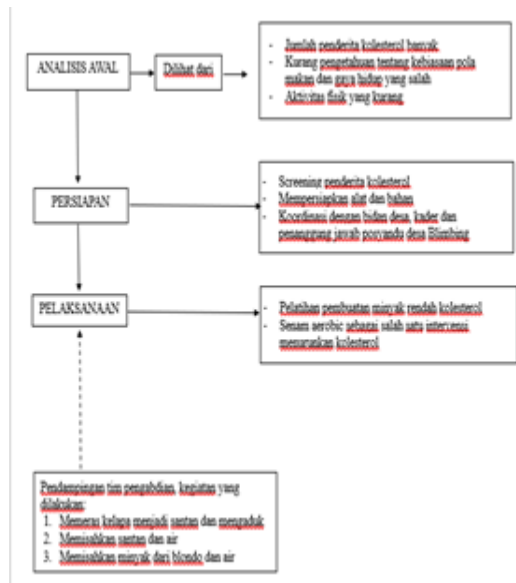 ANALISIS AWAL
Dilihat dari
- Jumlah penderita kolesterol banyak
- Kurang pengetahuan tentang kebiasaan pola
makan dan gaya hidup yang salah
- Aktivitas fisik yang kurang
PERSIAPAN
- Screening penderita kolesterol
- Mempersiapkan alat dan bahan
- Koordinasi dengan bidan desa, kader dan
penanggung jawab posyandu desa Blimbing
PELAKSANAAN
- Pelatihan pembuatan minyak rendah kolesterol
- Senam aerobic sebagai salah satu intervensi
menurunkan kolesterol
Pendampingan tim pengabdian, kegiatan yang
dilakukan:
1. Memeras kelapa menjadi santan dan mengaduk
2. Memisahkan santan dan air
3. Memisahkan minyak dari blondo dan air